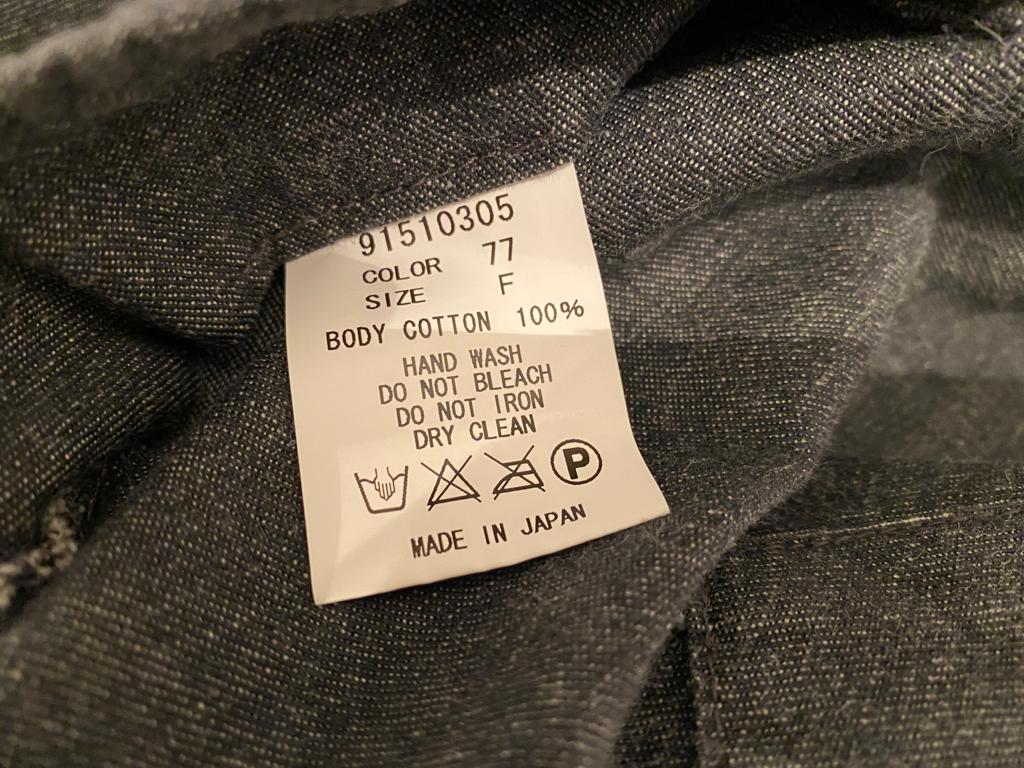 91510305
COLOR 77
SIZE F
BODY COTTON 100%
HAND WASH
DO NOT BLEACH
DO NOT IRON
DRY CLEAN
P
MADE IN JAPAN